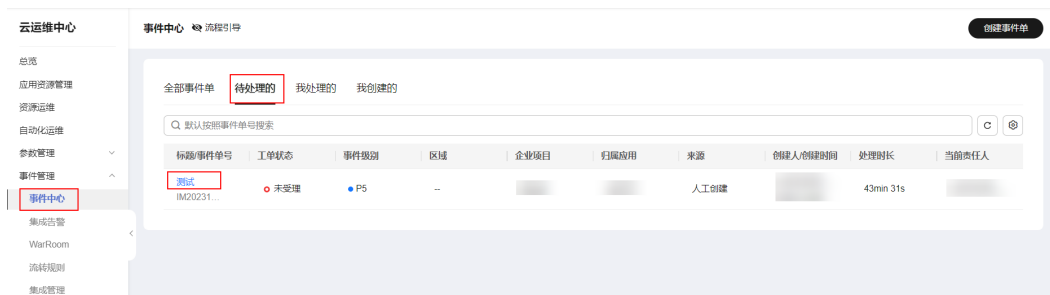 云运维中心
事件中心 流程引导
创建事件单
总览
应用资源管理
资源运维
自动化运维
参数管理
事件管理
事件中心
集成告警
WarRoom
流转规则
集成管理
全部事件单 待处理的 我处理的 我创建的
默认按照事件单号搜索
标题/事件单号 工单状态 事件级别 区域 企业项目 归属应用 来源 创建人/创建时间 处理时长 当前责任人
测试
IM20231...
未受理 P5 -- 人工创建 43min 31s